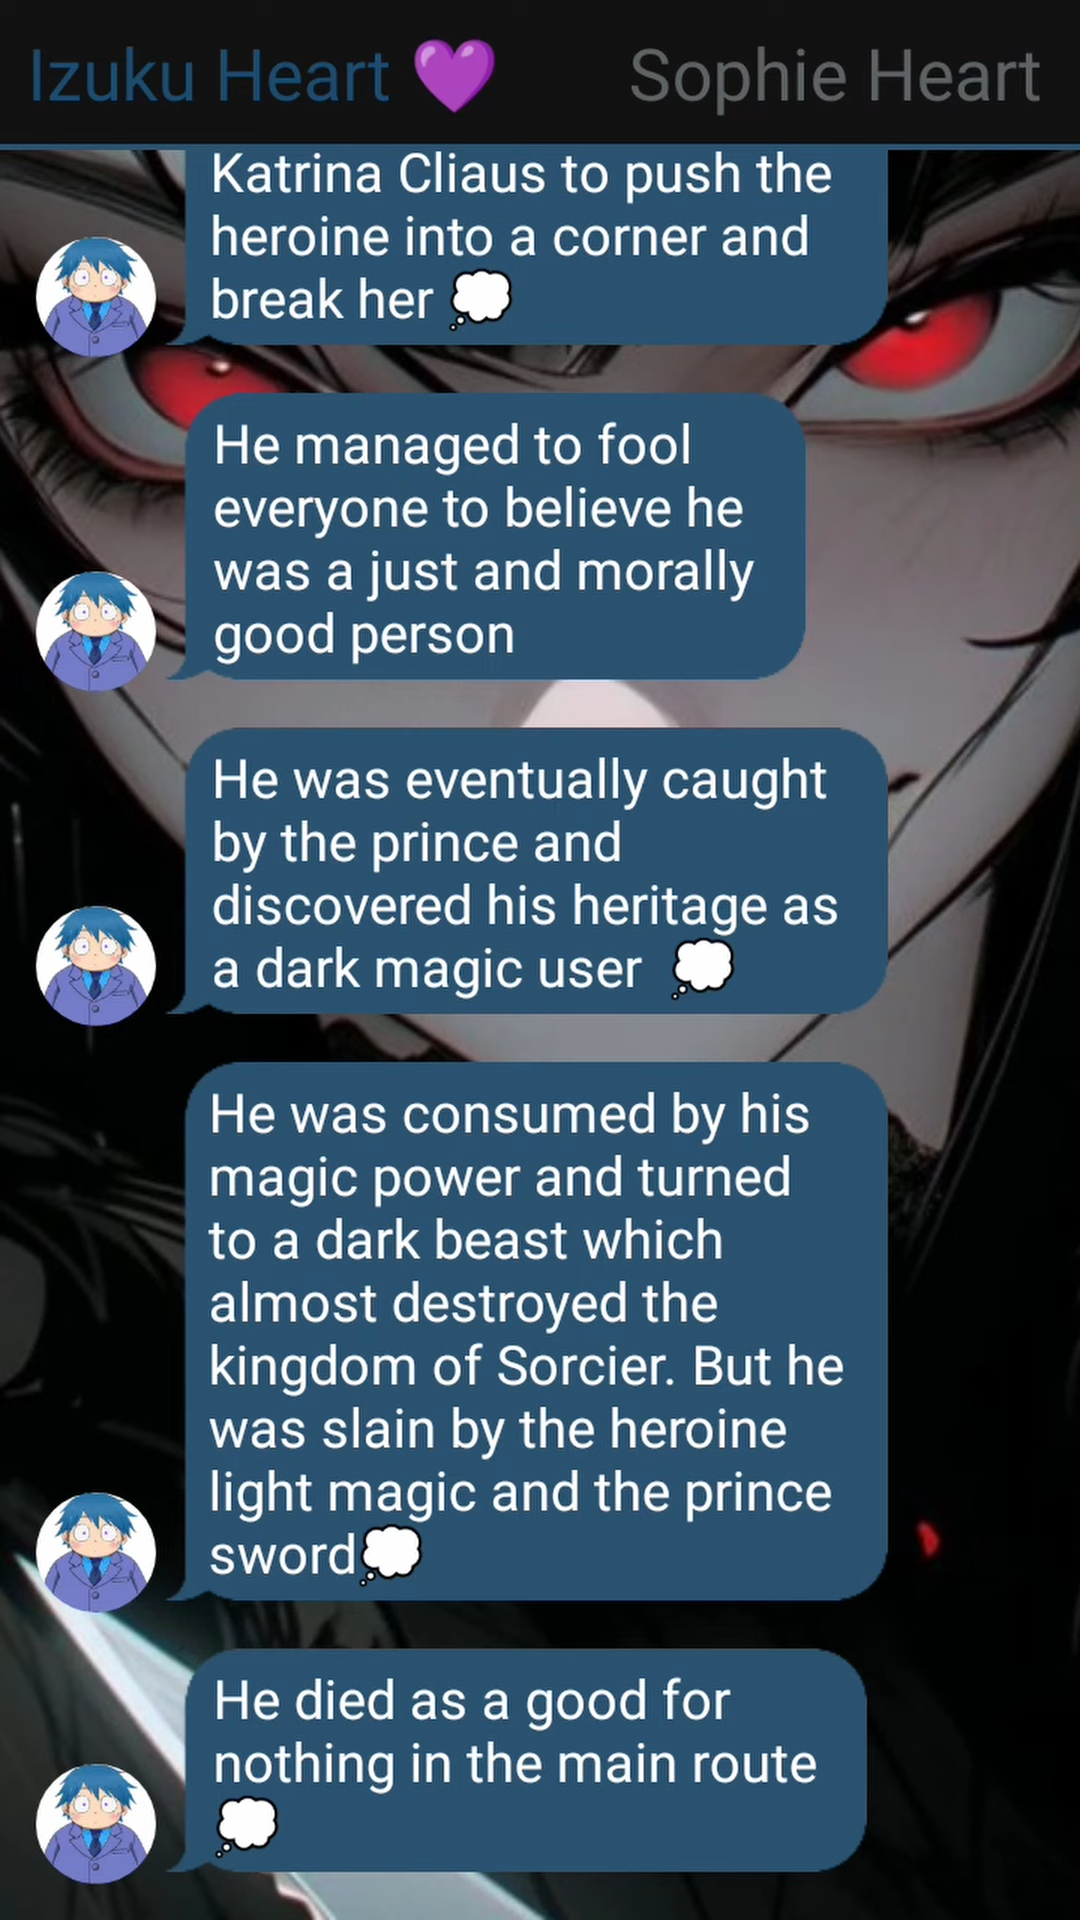 Izuku Heart 💜 Sophie Heart
Katrina Cliaus to push the
heroine into a corner and
break her 💭
He managed to fool
everyone to believe he
was a just and morally
good person
He was eventually caught
by the prince and
discovered his heritage as
a dark magic user 💭
He was consumed by his
magic power and turned
to a dark beast which
almost destroyed the
kingdom of Sorcier. But he
was slain by the heroine
light magic and the prince
sword💭
He died as a good for
nothing in the main route
💭